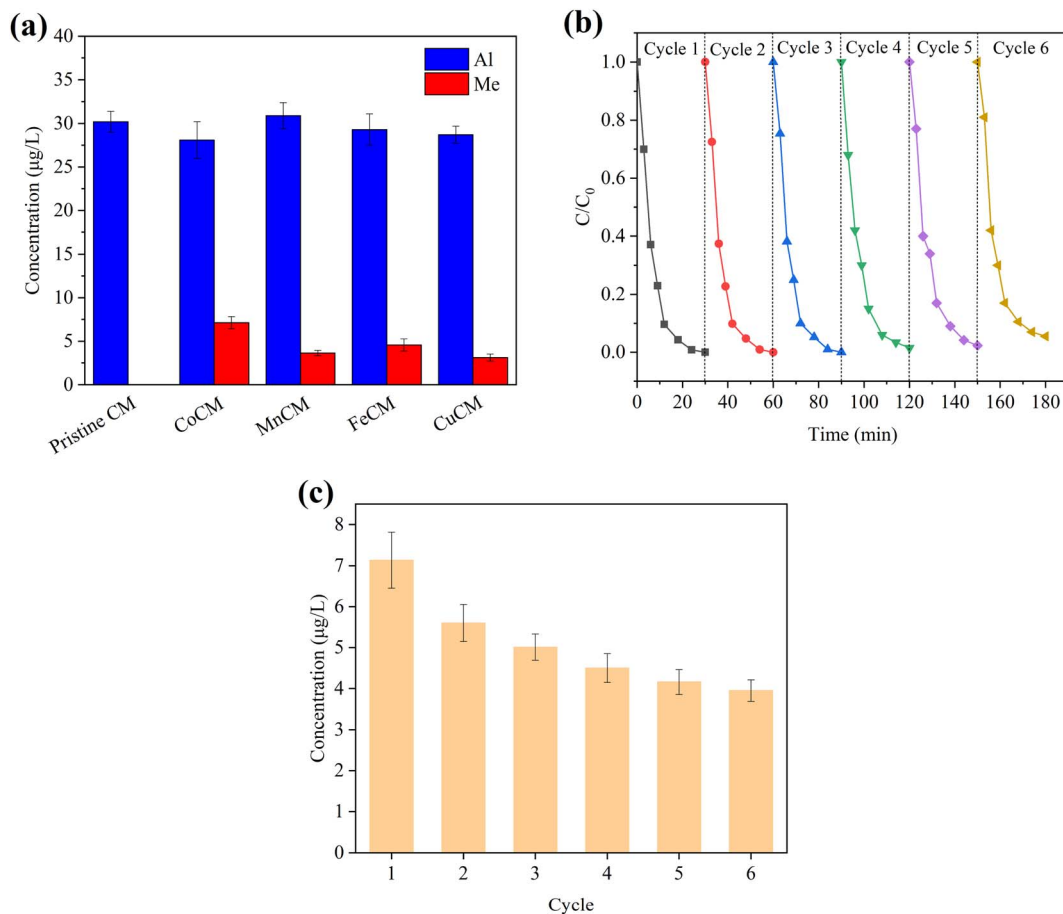 (a)
40
35
30
25
20
15
10
5
0
Concentration (μg/L)
Al
Me
Pristine CM
CoCM
MnCM
FeCM
CuCM
(b)
Cycle 1 Cycle 2 Cycle 3 Cycle 4 Cycle 5 Cycle 6
1.0
0.8
0.6
0.4
0.2
0.0
C/C0
0 20 40 60 80 100 120 140 160 180
Time (min)
(c)
8
7
6
5
4
3
2
1
0
Concentration (μg/L)
1 2 3 4 5 6
Cycle